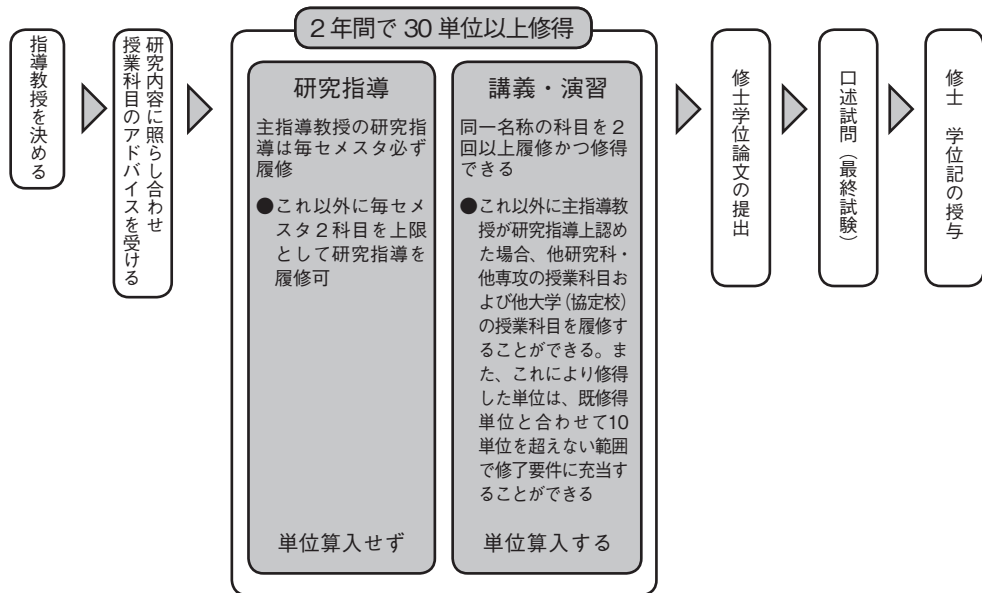 指導教授を決める
研究内容に照らし合わせ
授業科目のアドバイスを受ける
2年間で30単位以上修得
研究指導
主指導教授の研究指
導は毎セメスタ必ず
履修
●これ以外に毎セメ
スタ2科目を上限
として研究指導を
履修可
単位算入せず
講義・演習
同一名称の科目を2
回以上履修かつ修得
できる
●これ以外に主指導教
授が研究指導上認め
た場合、他研究科・
他専攻の授業科目お
よび他大学(協定校)
の授業科目を履修す
ることができる。ま
た、これにより修得
した単位は、既修得
単位と合わせて10
単位を超えない範囲
で修了要件に充当す
ることができる
単位算入する
修士学位論文の提出
口述試問(最終試験)
修士 学位記の授与